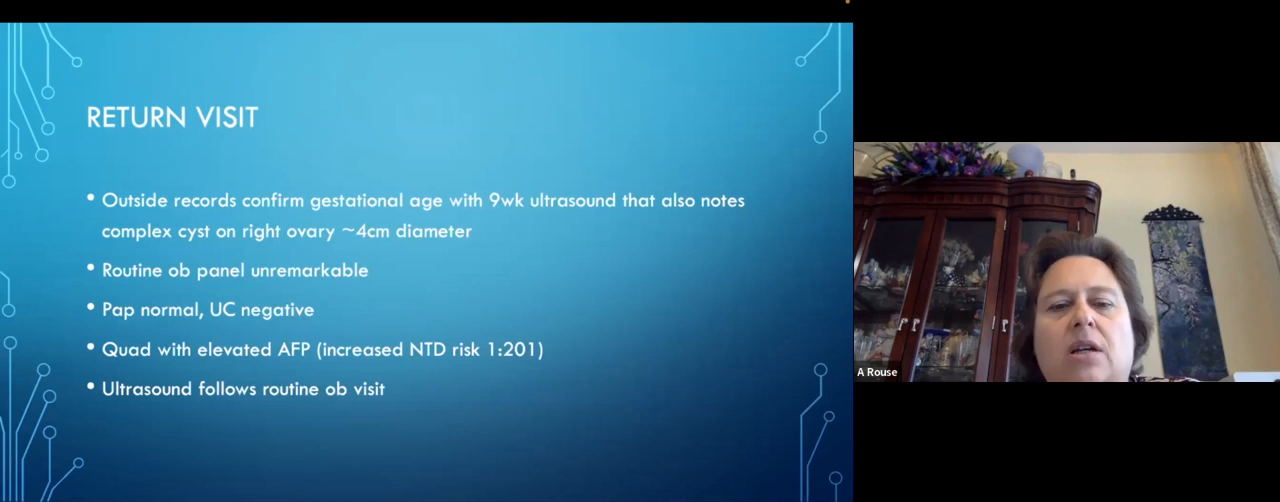 RETURN VISIT
• Outside records confirm gestational age with 9wk ultrasound that also notes
complex cyst on right ovary ~4cm diameter
• Routine ob panel unremarkable
• Pap normal, UC negative
• Quad with elevated AFP (increased NTD risk 1:201)
• Ultrasound follows routine ob visit
A Rouse